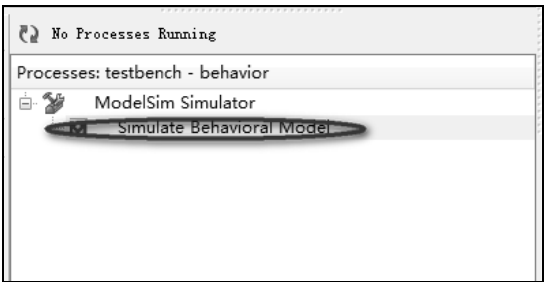 No Processes Running
Processes: testbench - behavior
ModelSim Simulator
Simulate Behavioral Model